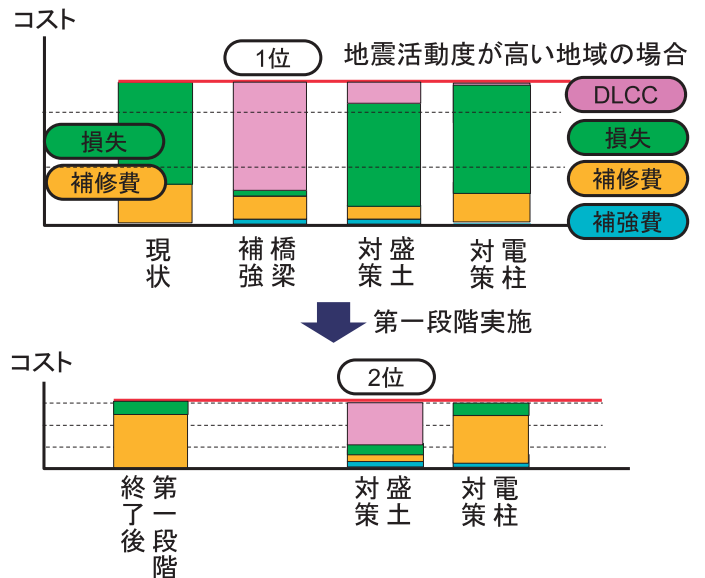 コスト
1位
地震活動度が高い地域の場合
DLCC
損失
損失
補修費
補修費
補強費
現状
橋梁
補強
盛土
対策
電柱
対策
第一段階実施
コスト
2位
第一段階
終了後
盛土
対策
電柱
対策